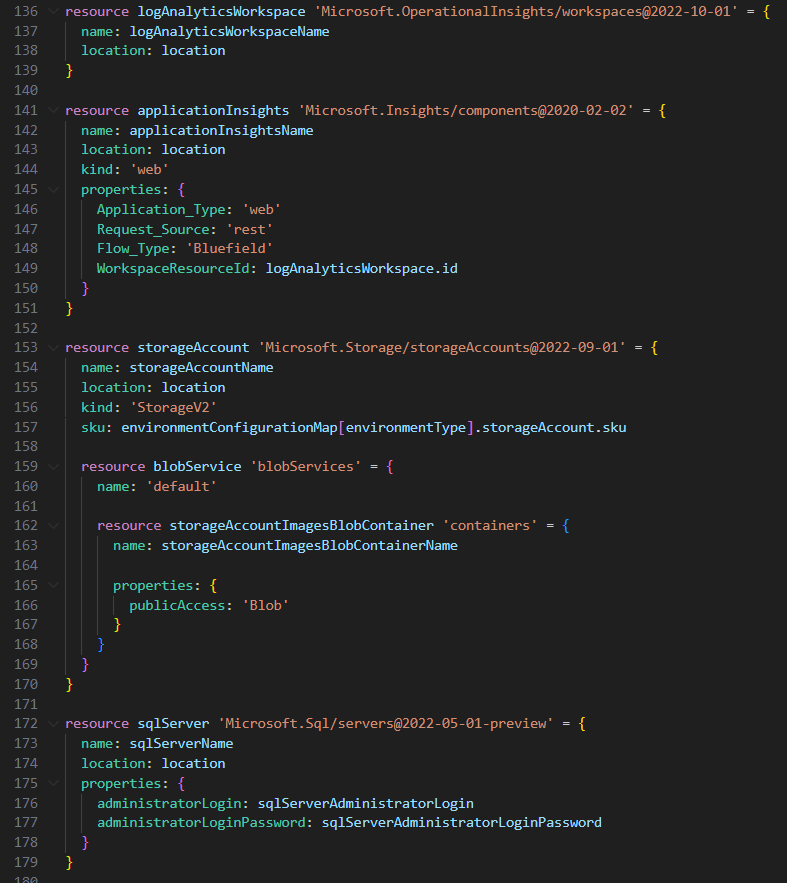 136 resource logAnalyticsWorkspace 'Microsoft.OperationalInsights/workspaces@2022-10-01' = {
137   name: logAnalyticsWorkspaceName
138   location: location
139 }
140
141 resource applicationInsights 'Microsoft.Insights/components@2020-02-02' = {
142   name: applicationInsightsName
143   location: location
144   kind: 'web'
145   properties: {
146     Application_Type: 'web'
147     Request_Source: 'rest'
148     Flow_Type: 'Bluefield'
149     WorkspaceResourceId: logAnalyticsWorkspace.id
150   }
151 }
152
153 resource storageAccount 'Microsoft.Storage/storageAccounts@2022-09-01' = {
154   name: storageAccountName
155   location: location
156   kind: 'StorageV2'
157   sku: environmentConfigurationMap[environmentType].storageAccount.sku
158
159   resource blobService 'blobServices' = {
160     name: 'default'
161
162     resource storageAccountImagesBlobContainer 'containers' = {
163       name: storageAccountImagesBlobContainerName
164
165       properties: {
166         publicAccess: 'Blob'
167       }
168     }
169   }
170 }
171
172 resource sqlServer 'Microsoft.Sql/servers@2022-05-01-preview' = {
173   name: sqlServerName
174   location: location
175   properties: {
176     administratorLogin: sqlServerAdministratorLogin
177     administratorLoginPassword: sqlServerAdministratorLoginPassword
178   }
179 }
180